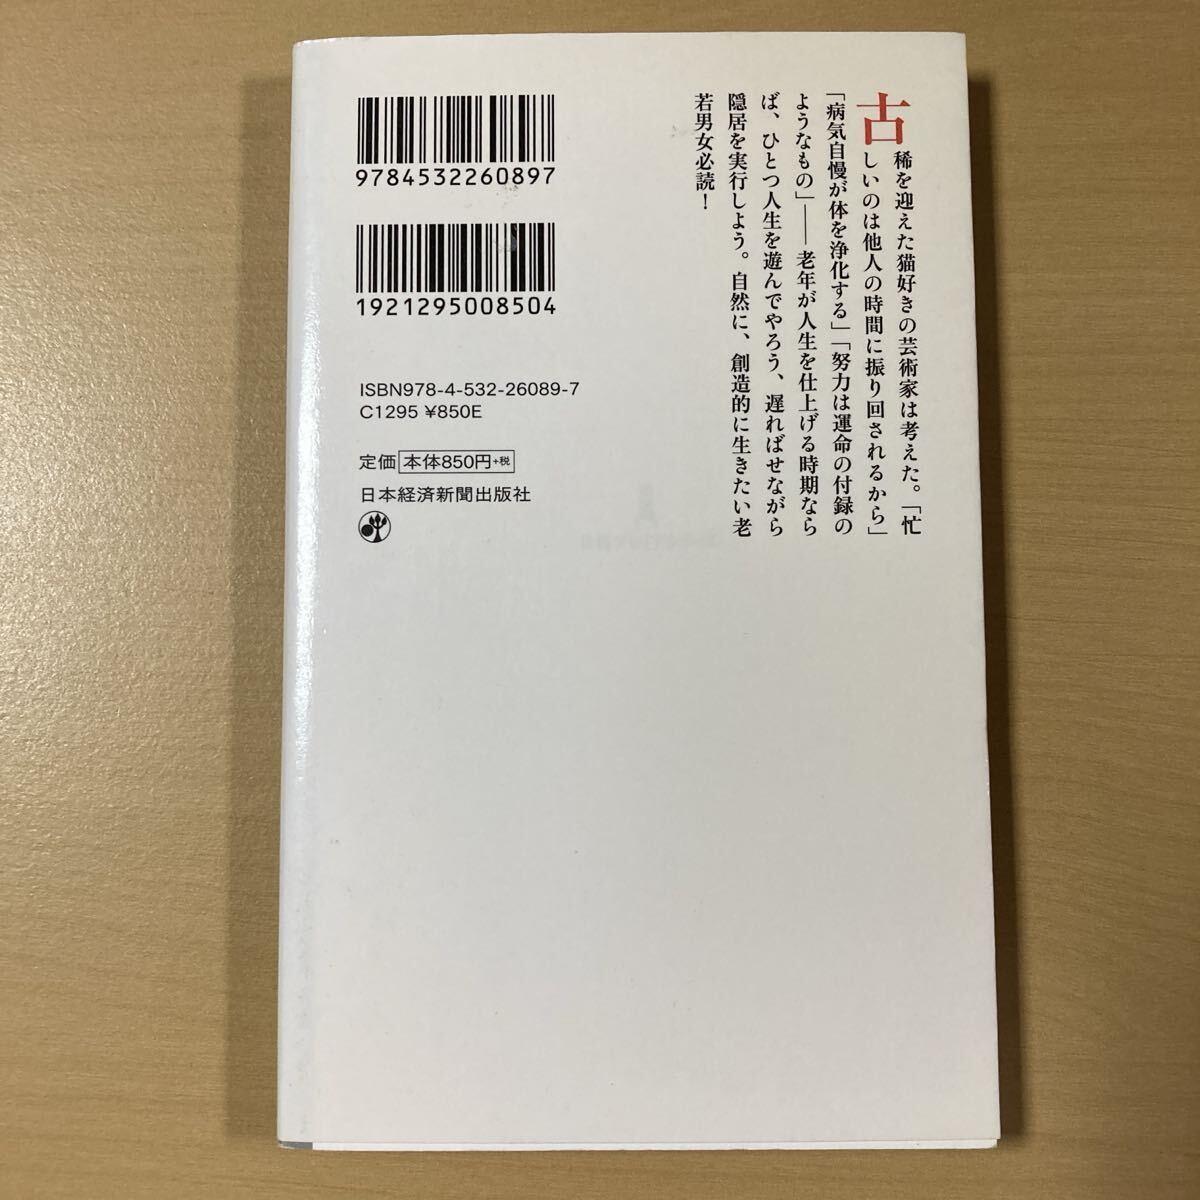 古稀を迎えた猫好きの芸術家は考えた。「忙
しいのは他人の時間に振り回されるから」
「病気自慢が体を浄化する」「努力は運命の付録の
ようなもの」――老年が人生を仕上げる時期なら
ば、ひとつ人生を遊んでやろう、遅ればせながら
隠居を実行しよう。自然に、創造的に生きたい老
若男女必読！
9784532260897
1921295008504
ISBN978-4-532-26089-7
C1295 ¥850E
定価 本体850円+税
日本経済新聞出版社